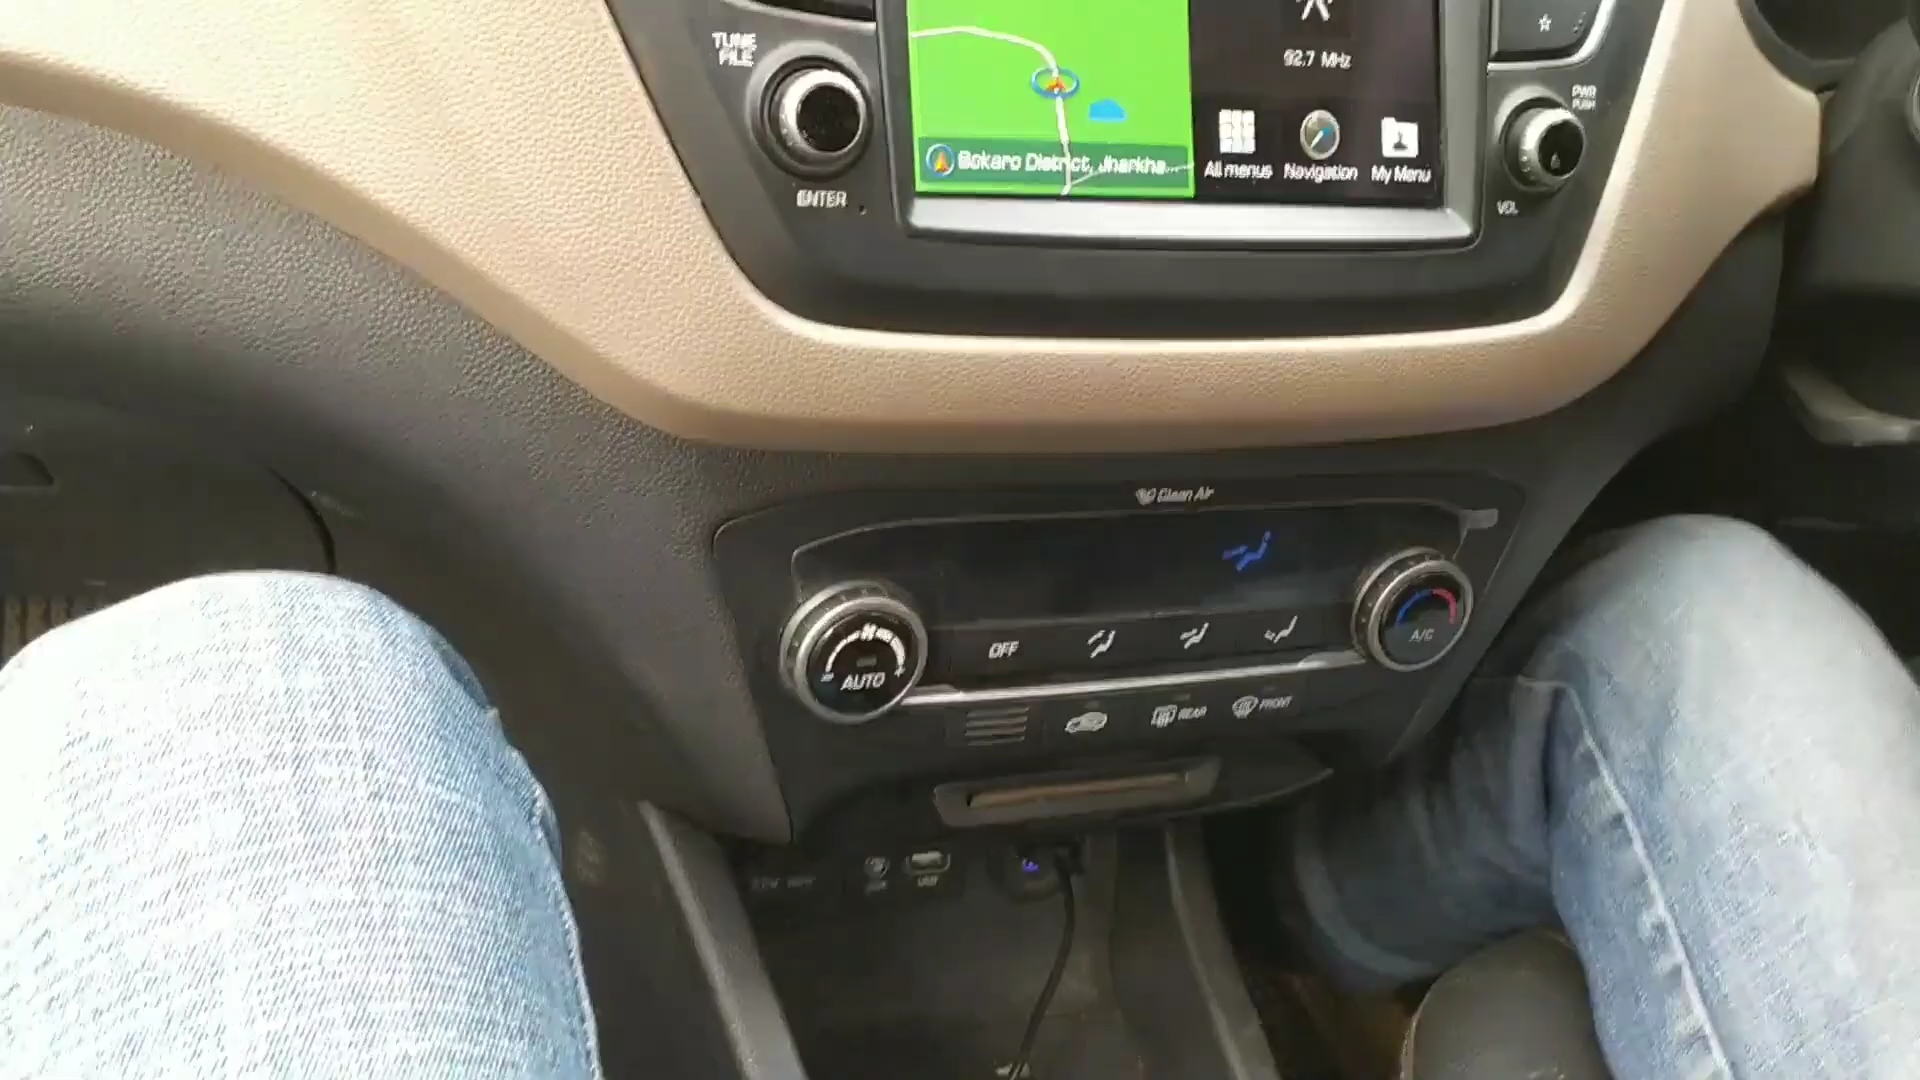 TUNE
FILE
ENTER
92.7 MHz
All menus
Navigation
My Menu
Bokaro District, Jharkha...
PWR
PUSH
VOL
Clean Air
AUTO
OFF
A/C
REAR
FRONT
USB